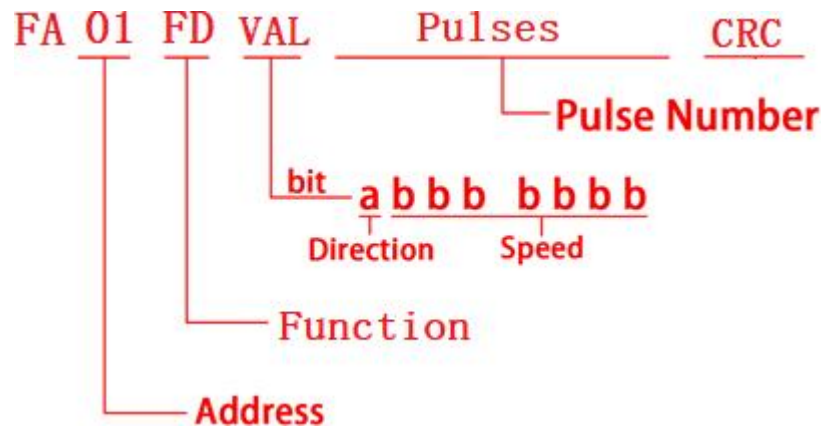 FA 01 FD VAL Pulses CRC
Pulse Number
bit a b b b b b b b
Direction Speed
Function
Address